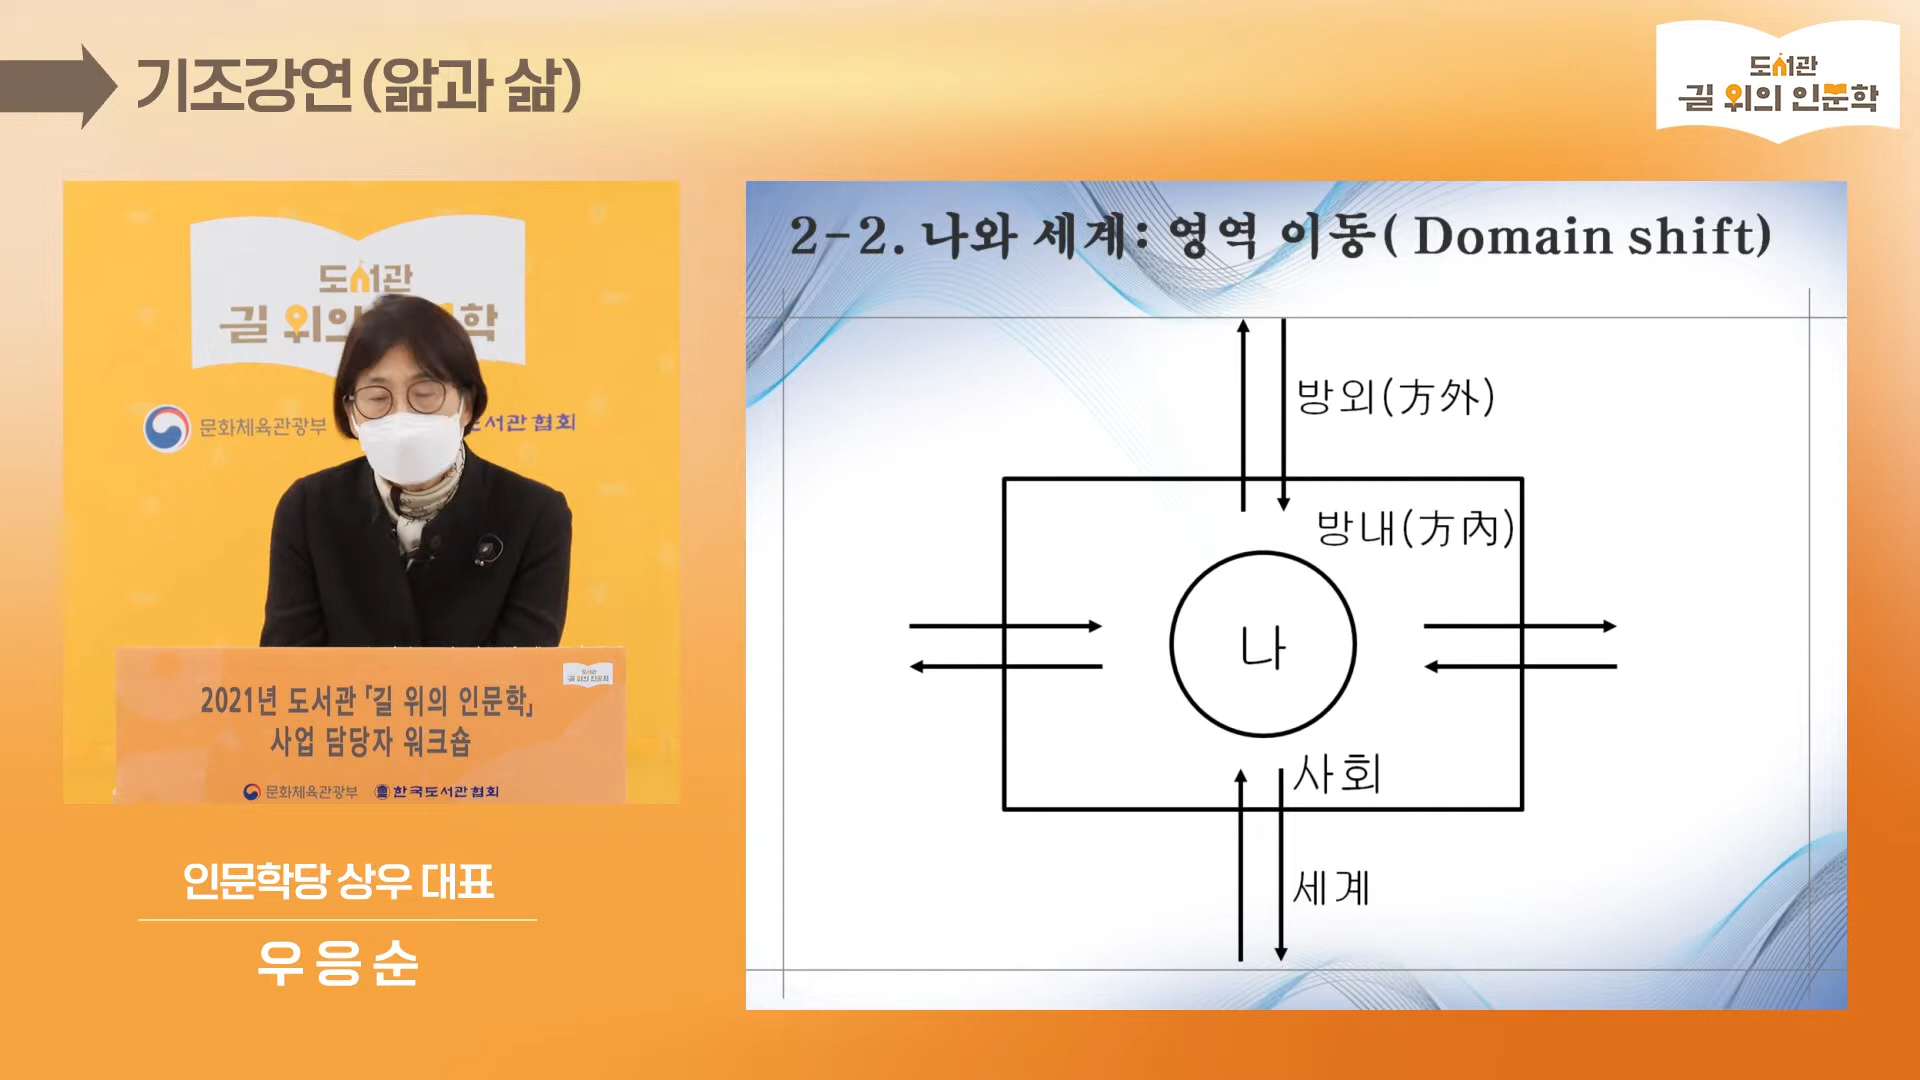 기조강연(앎과 삶)
도서관
길 위의 인문학
도서관
길 위의 학
문화체육관광부
도서관협회
2021년 도서관 「길 위의 인문학」
사업 담당자 워크숍
문화체육관광부 한국도서관협회
인문학당 상우 대표
우응순
2-2. 나와 세계: 영역 이동( Domain shift)
방외(方外)
방내(方內)
나
사회
세계